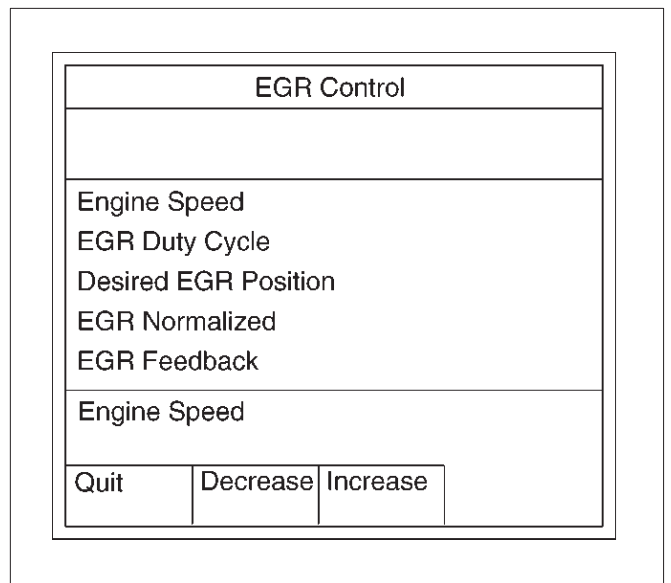 EGR Control
Engine Speed
EGR Duty Cycle
Desired EGR Position
EGR Normalized
EGR Feedback
Engine Speed
Quit Decrease Increase